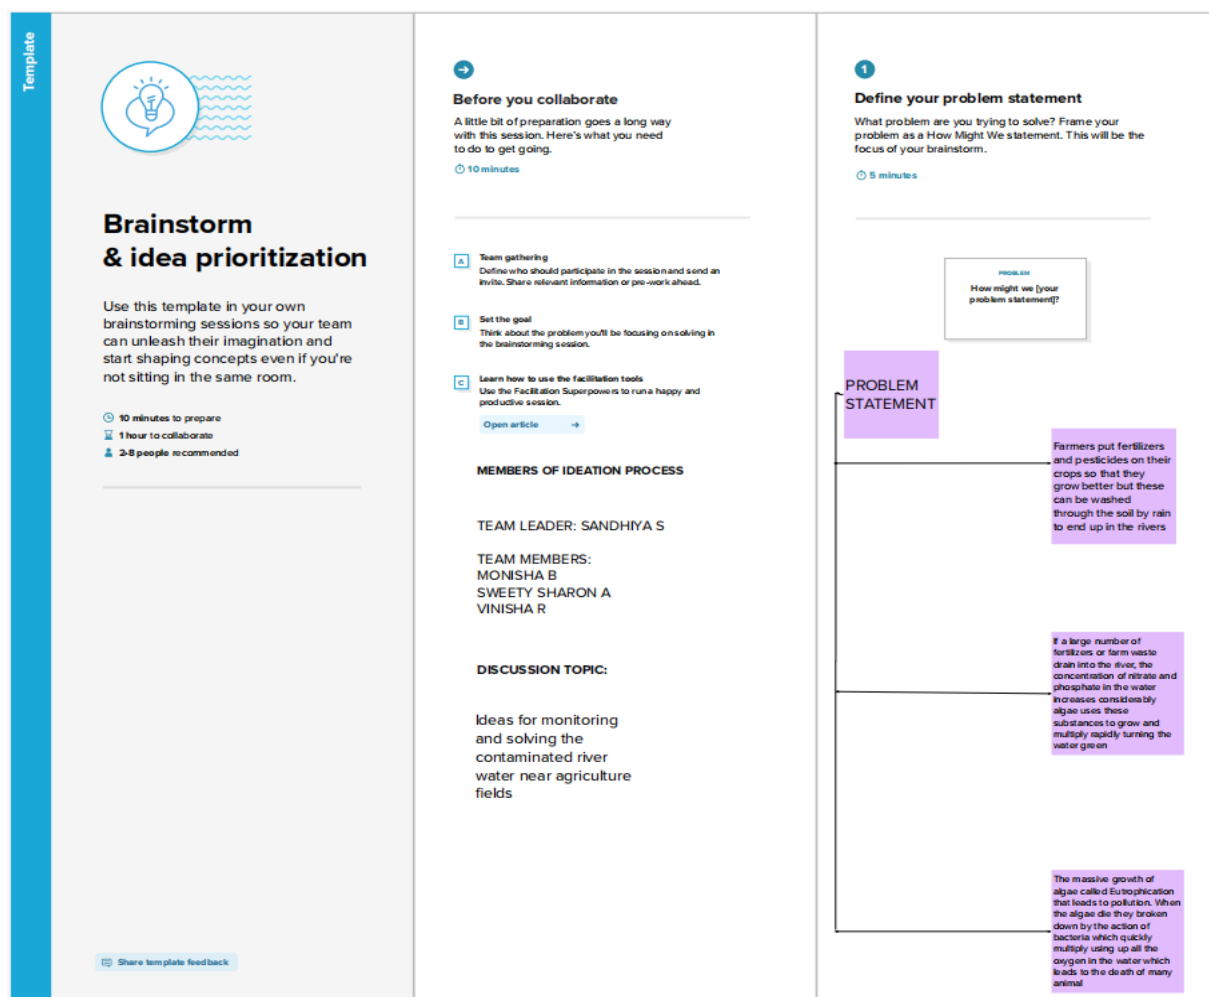 Template
Brainstorm
& idea prioritization
Use this template in your own
brainstorming sessions so your team
can unleash their imagination and
start shaping concepts even if you're
not sitting in the same room.
10 minutes to prepare
1 hour to collaborate
2-8 people recommended
Share template feedback
Before you collaborate
A little bit of preparation goes a long way
with this session. Here's what you need
to do to get going.
10 minutes
A
Team gathering
Define who should participate in the session and send an
invite. Share relevant information or pre-work ahead.
B
Set the goal
Think about the problem you'll be focusing on solving in
the brainstorming session.
C
Learn how to use the facilitation tools
Use the Facilitation Superpowers to run a happy and
productive session.
Open article
MEMBERS OF IDEATION PROCESS
TEAM LEADER: SANDHIYA S
TEAM MEMBERS:
MONISHA B
SWEETY SHARON A
VINISHA R
DISCUSSION TOPIC:
Ideas for monitoring
and solving the
contaminated river
water near agriculture
fields
1
Define your problem statement
What problem are you trying to solve? Frame your
problem as a How Might We statement. This will be the
focus of your brainstorm.
5 minutes
PROBLEM
How might we [your
problem statement]?
PROBLEM
STATEMENT
Farmers put fertilizers
and pesticides on their
crops so that they
grow better but these
can be washed
through the soil by rain
to end up in the rivers
If a large number of
fertilizers or farm waste
drain into the river, the
concentration of nitrate and
phosphate in the water
increases considerably
algae uses these
substances to grow and
multiply rapidly turning the
water green
The massive growth of
algae called Eutrophication
that leads to pollution. When
the algae die they broken
down by the action of
bacteria which quickly
multiply using up all the
oxygen in the water which
leads to the death of many
animal